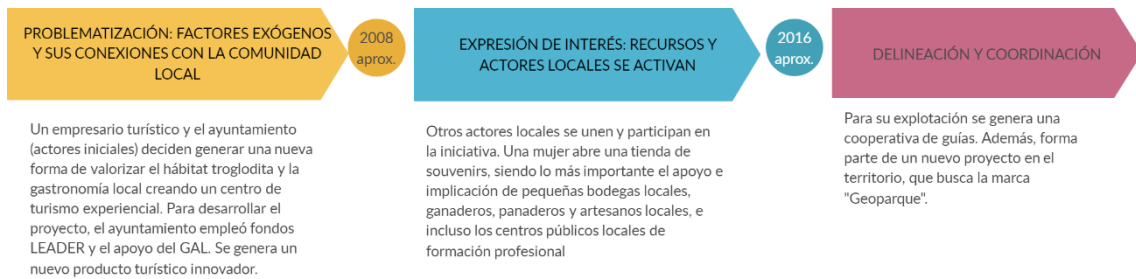 PROBLEMATIZACIÓN: FACTORES EXÓGENOS
Y SUS CONEXIONES CON LA COMUNIDAD
LOCAL
2008
aprox.
EXPRESIÓN DE INTERÉS: RECURSOS Y
ACTORES LOCALES SE ACTIVAN
2016
aprox.
DELINEACIÓN Y COORDINACIÓN
Un empresario turístico y el ayuntamiento
(actores iniciales) deciden generar una nueva
forma de valorizar el hábitat troglodita y la
gastronomía local creando un centro de
turismo experiencial. Para desarrollar el
proyecto, el ayuntamiento empleó fondos
LEADER y el apoyo del GAL. Se genera un
nuevo producto turístico innovador.
Otros actores locales se unen y participan en
la iniciativa. Una mujer abre una tienda de
souvenirs, siendo lo más importante el apoyo e
implicación de pequeñas bodegas locales,
ganaderos, panaderos y artesanos locales, e
incluso los centros públicos locales de
formación profesional
Para su explotación se genera una
cooperativa de guías. Además, forma
parte de un nuevo proyecto en el
territorio, que busca la marca
"Geoparque".